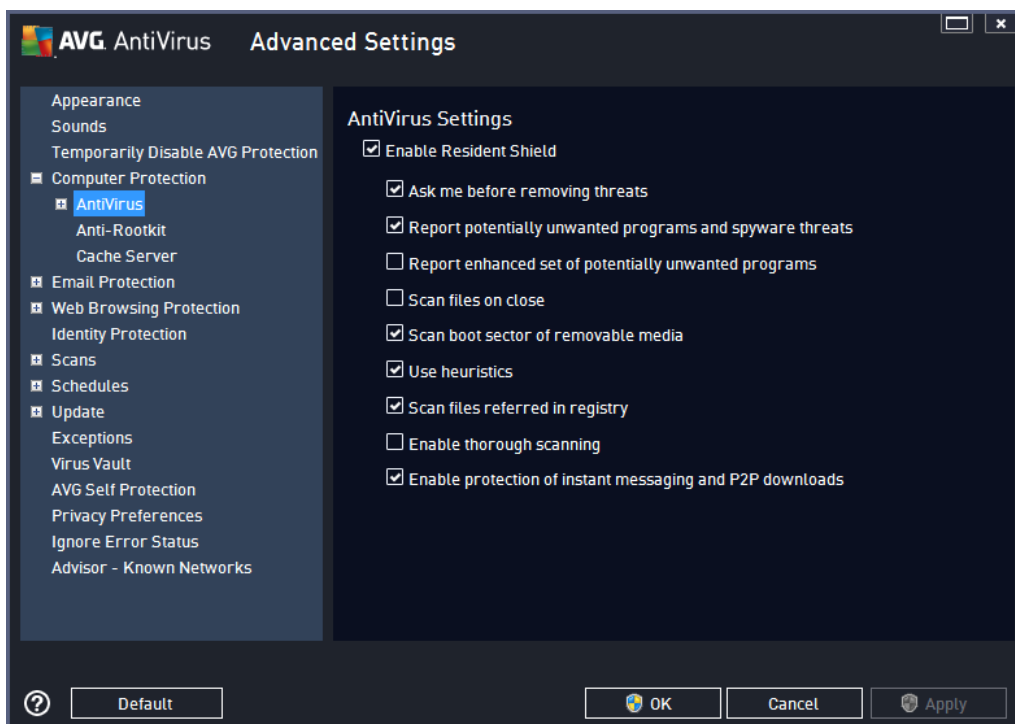 AVG. AntiVirus Advanced Settings
Appearance
Sounds
Temporarily Disable AVG Protection
Computer Protection
AntiVirus
Anti-Rootkit
Cache Server
Email Protection
Web Browsing Protection
Identity Protection
Scans
Schedules
Update
Exceptions
Virus Vault
AVG Self Protection
Privacy Preferences
Ignore Error Status
Advisor - Known Networks
AntiVirus Settings
Enable Resident Shield
Ask me before removing threats
Report potentially unwanted programs and spyware threats
Report enhanced set of potentially unwanted programs
Scan files on close
Scan boot sector of removable media
Use heuristics
Scan files referred in registry
Enable thorough scanning
Enable protection of instant messaging and P2P downloads
? Default OK Cancel Apply